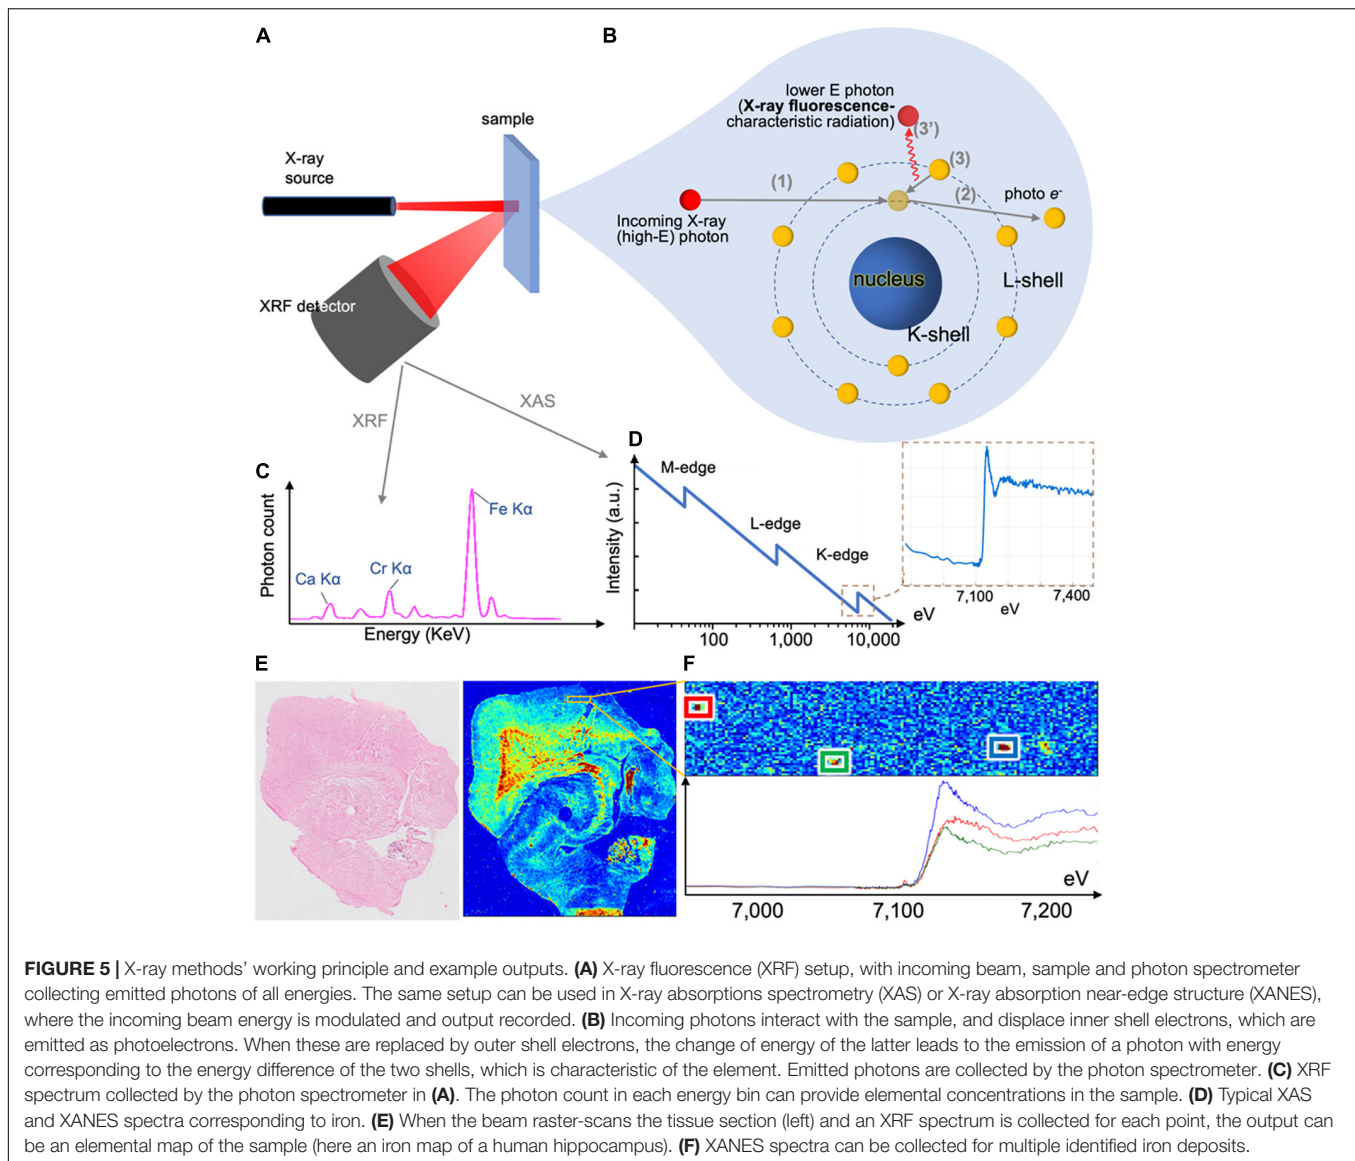 A
B
lower E photon
(X-ray fluorescence-
characteristic radiation)
(3')
sample
(3)
X-ray
source
(1)
(2)
photo e-
Incoming X-ray
(high-E) photon
nucleus
L-shell
XRF detector
K-shell
XRF
XAS
C
D
Photon count
Ca Kα
Cr Kα
Fe Kα
Energy (KeV)
Intensity (a.u.)
M-edge
L-edge
K-edge
eV
100
1,000
10,000
7,100
eV
7,400
E
F
eV
7,000
7,100
7,200
FIGURE 5 | X-ray methods' working principle and example outputs. (A) X-ray fluorescence (XRF) setup, with incoming beam, sample and photon spectrometer
collecting emitted photons of all energies. The same setup can be used in X-ray absorptions spectrometry (XAS) or X-ray absorption near-edge structure (XANES),
where the incoming beam energy is modulated and output recorded. (B) Incoming photons interact with the sample, and displace inner shell electrons, which are
emitted as photoelectrons. When these are replaced by outer shell electrons, the change of energy of the latter leads to the emission of a photon with energy
corresponding to the energy difference of the two shells, which is characteristic of the element. Emitted photons are collected by the photon spectrometer. (C) XRF
spectrum collected by the photon spectrometer in (A). The photon count in each energy bin can provide elemental concentrations in the sample. (D) Typical XAS
and XANES spectra corresponding to iron. (E) When the beam raster-scans the tissue section (left) and an XRF spectrum is collected for each point, the output can
be an elemental map of the sample (here an iron map of a human hippocampus). (F) XANES spectra can be collected for multiple identified iron deposits.